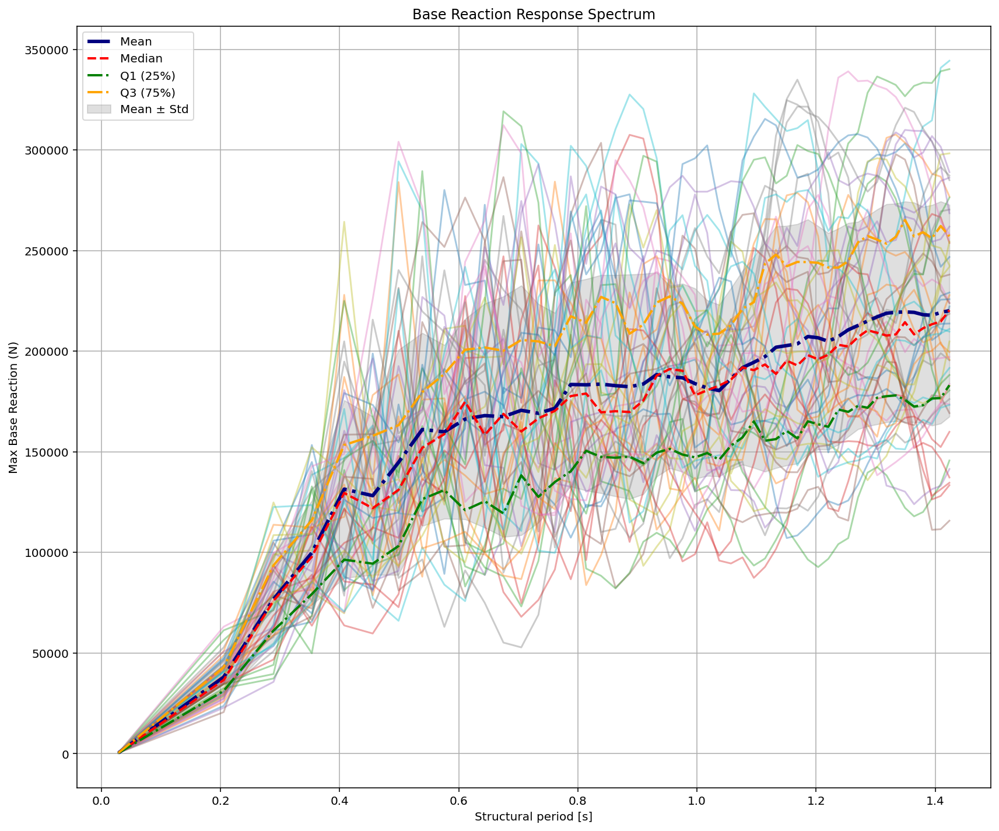 Base Reaction Response Spectrum
Mean
Median
Q1 (25%)
Q3 (75%)
Mean ± Std
Max Base Reaction (N)
350000
300000
250000
200000
150000
100000
50000
0
0.0 0.2 0.4 0.6 0.8 1.0 1.2 1.4
Structural period [s]